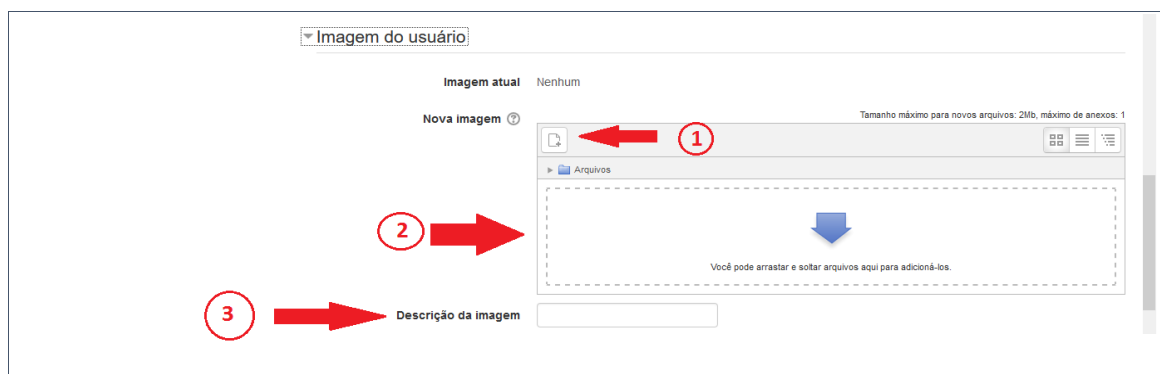 Imagem do usuário
Imagem atual Nenhum
Nova imagem
Tamanho máximo para novos arquivos: 2Mb, máximo de anexos: 1
1
Arquivos
2
Você pode arrastar e soltar arquivos aqui para adicioná-los.
3 Descrição da imagem